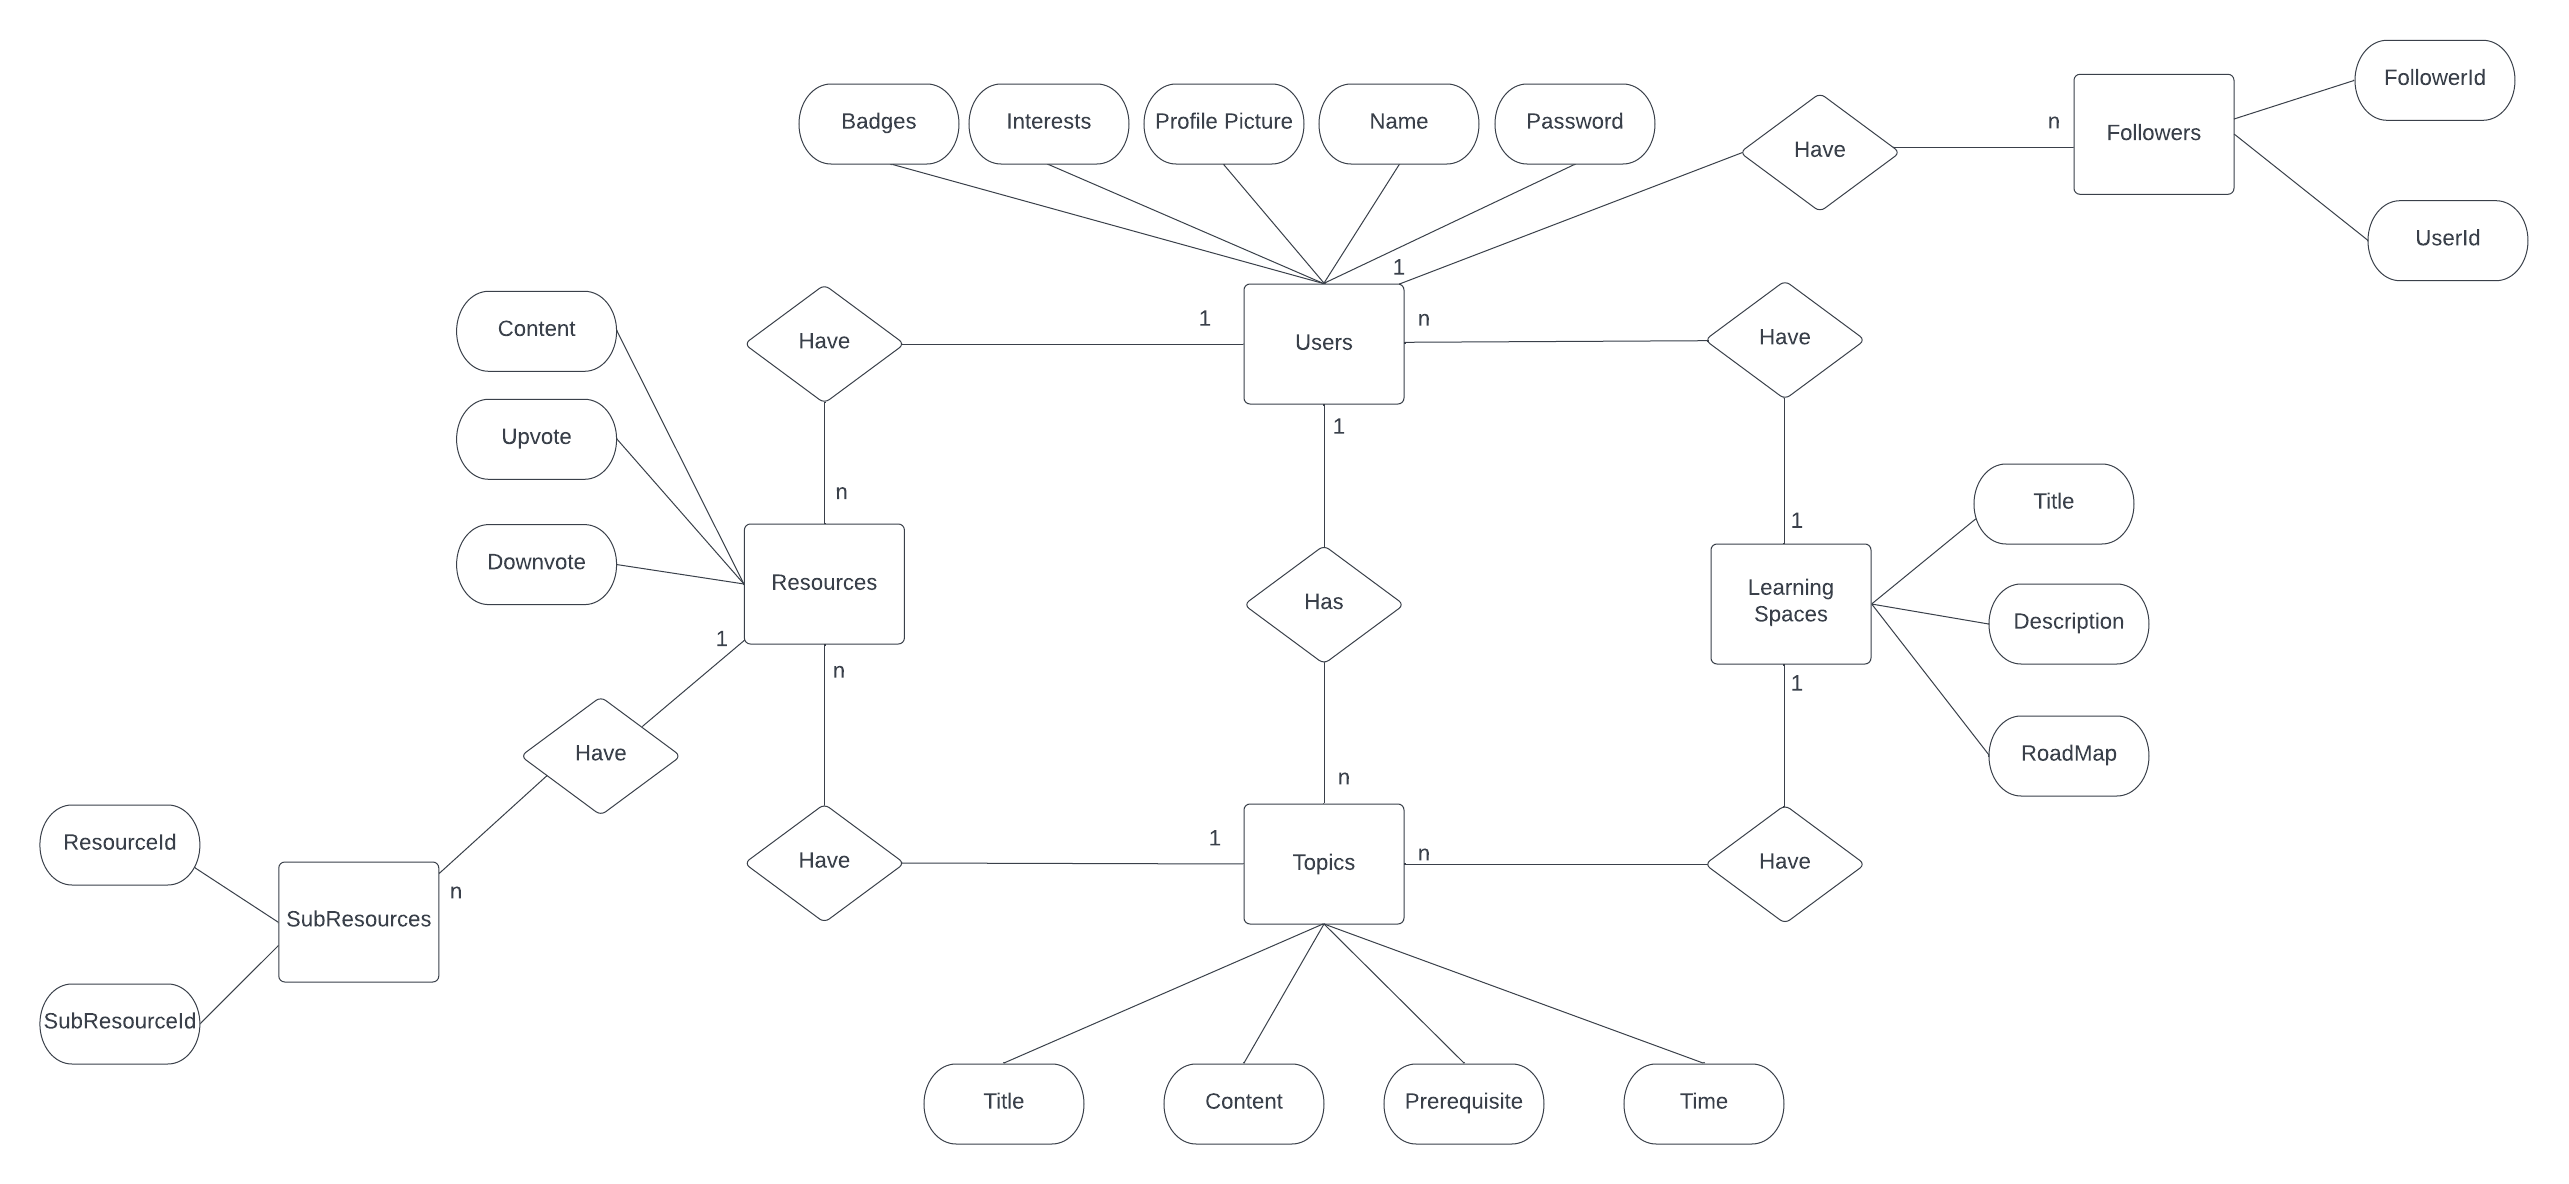 FollowerId
Badges
Interests
Profile Picture
Name
Password
n
Followers
Have
UserId
1
Content
Have
1
Users
n
Have
Upvote
1
n
1
Title
Downvote
Resources
Has
Learning
Spaces
Description
1
n
1
Have
n
RoadMap
ResourceId
1
n
Have
Topics
Have
n
SubResources
SubResourceId
Title
Content
Prerequisite
Time